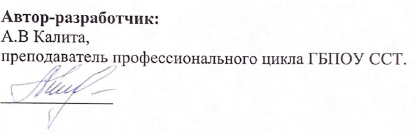 Автор-разработчик:
А.В Калита,
преподаватель профессионального цикла ГБПОУ ССТ.